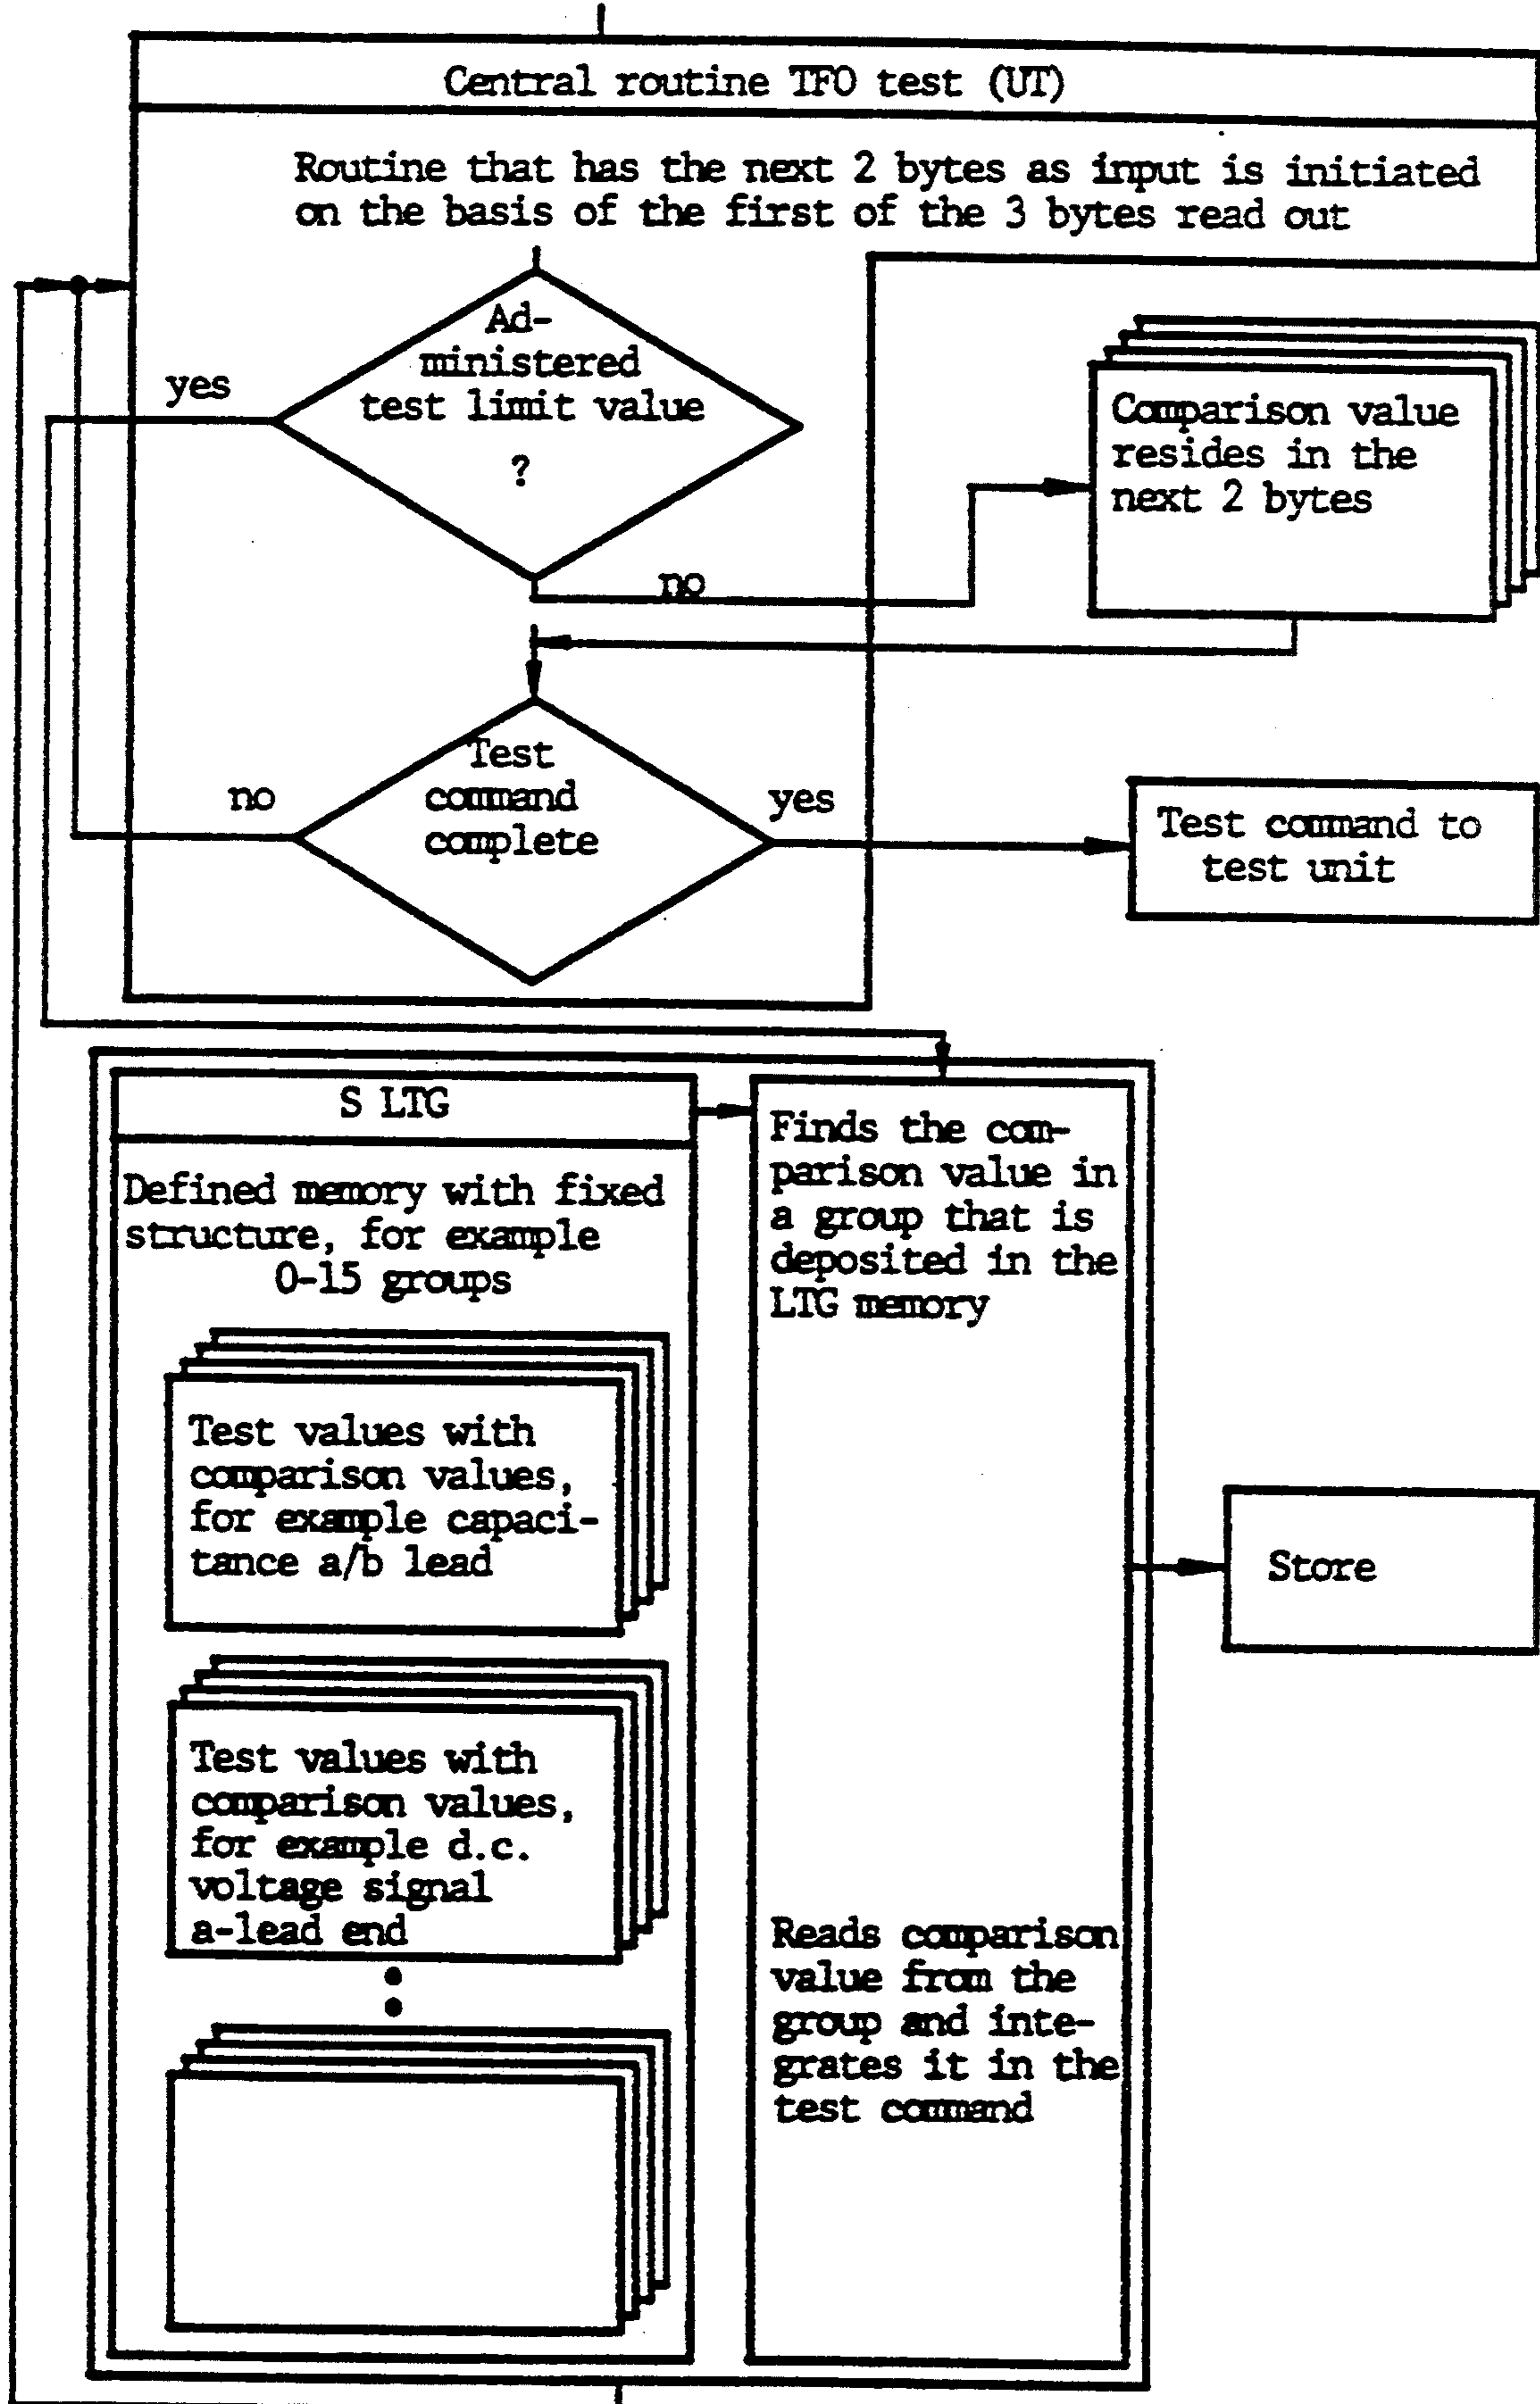 Central routine TFO test (UT)
Routine that has the next 2 bytes as input is initiated
on the basis of the first of the 3 bytes read out
Ad-
ministered
test limit value
?
yes
no
Comparison value
resides in the
next 2 bytes
Test
command
complete
no
yes
Test command to
test unit
S LTG
Defined memory with fixed
structure, for example
0-15 groups
Test values with
comparison values,
for example capaci-
tance a/b lead
Test values with
comparison values,
for example d.c.
voltage signal
a-lead end
Finds the com-
parison value in
a group that is
deposited in the
LTG memory
Reads comparison
value from the
group and inte-
grates it in the
test command
Store